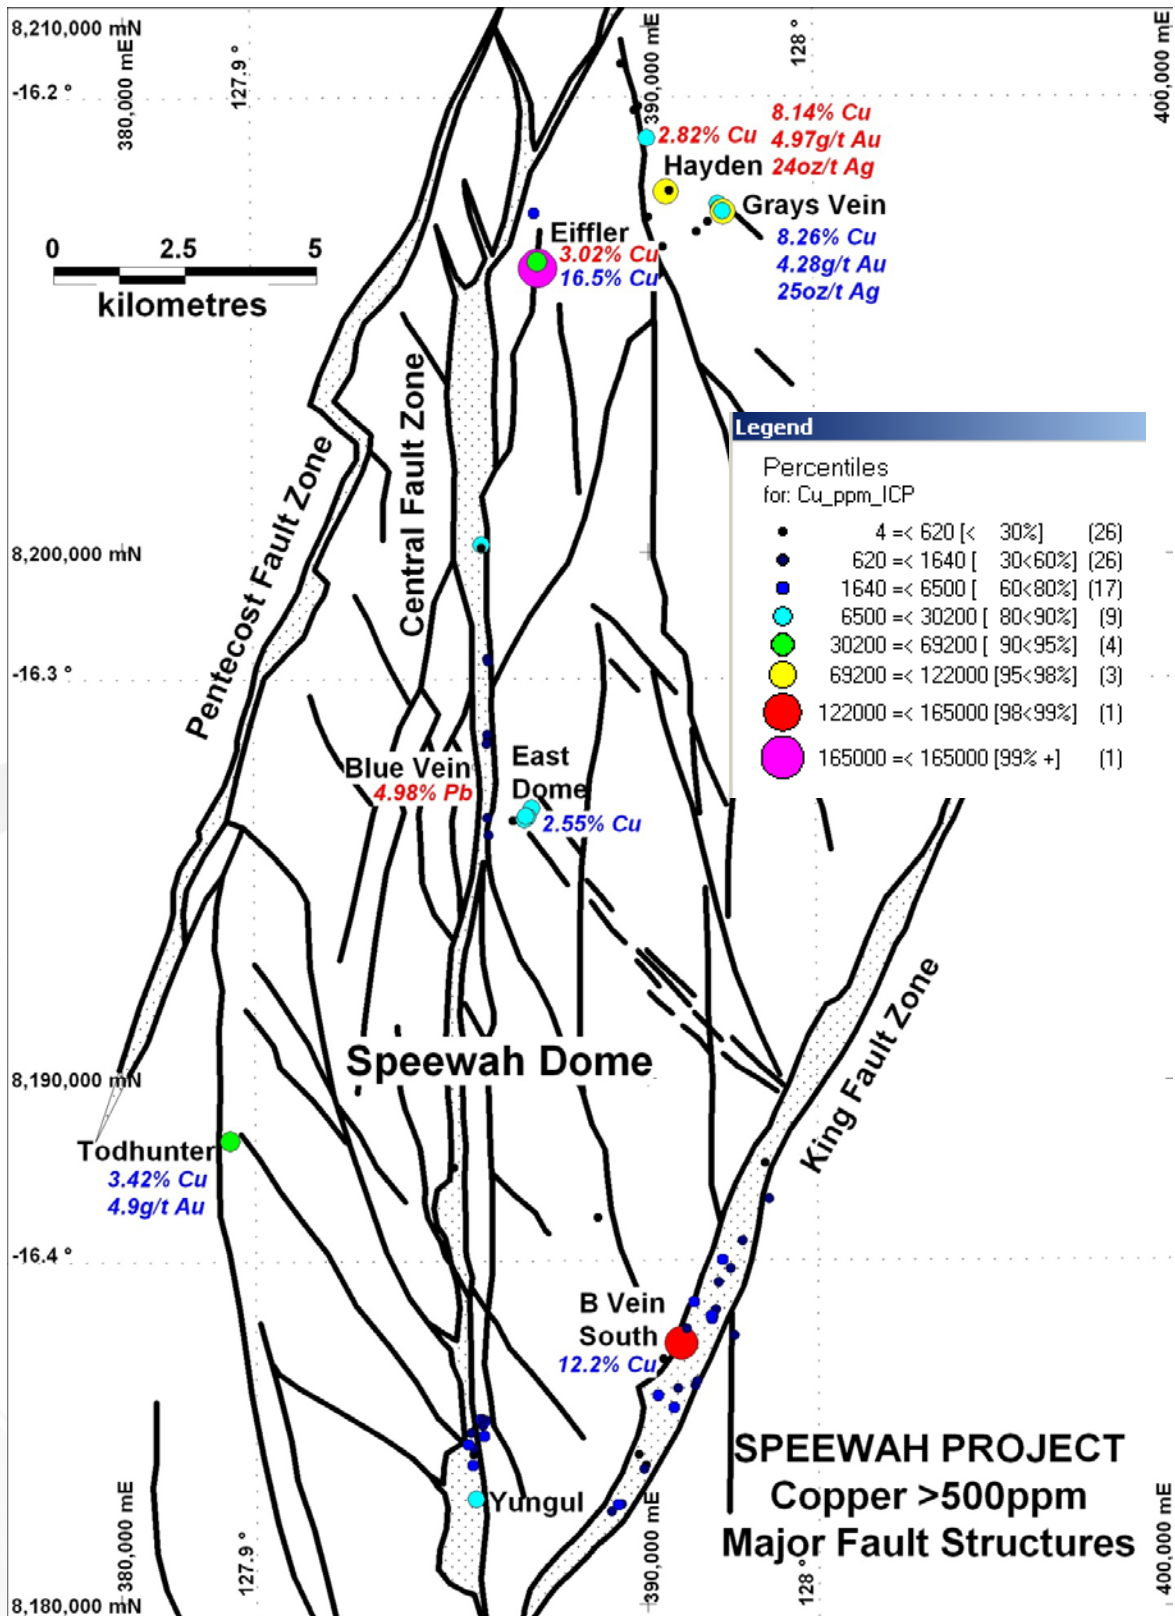 8,210,000 mN
380,000 mE
127.9 °
390,000 mE
128 °
400,000 mE
-16.2 °
2.82% Cu
8.14% Cu
4.97g/t Au
24oz/t Ag
Hayden
Grays Vein
8.26% Cu
4.28g/t Au
25oz/t Ag
Eiffler
3.02% Cu
16.5% Cu
0 2.5 5
kilometres
Pentecost Fault Zone
Central Fault Zone
Legend
Percentiles
for: Cu_ppm_ICP
4 =< 620 [< 30%] (26)
620 =< 1640 [ 30<60%] (26)
1640 =< 6500 [ 60<80%] (17)
6500 =< 30200 [ 80<90%] (9)
30200 =< 69200 [ 90<95%] (4)
69200 =< 122000 [95<98%] (3)
122000 =< 165000 [98<99%] (1)
165000 =< 165000 [99% +] (1)
8,200,000 mN
-16.3 °
Blue Vein
4.98% Pb
East
Dome
2.55% Cu
King Fault Zone
Speewah Dome
8,190,000 mN
Todhunter
3.42% Cu
4.9g/t Au
-16.4 °
B Vein
South
12.2% Cu
Yungul
SPEEWAH PROJECT
Copper >500ppm
Major Fault Structures
8,180,000 mN
380,000 mE
127.9 °
390,000 mE
128 °
400,000 mE